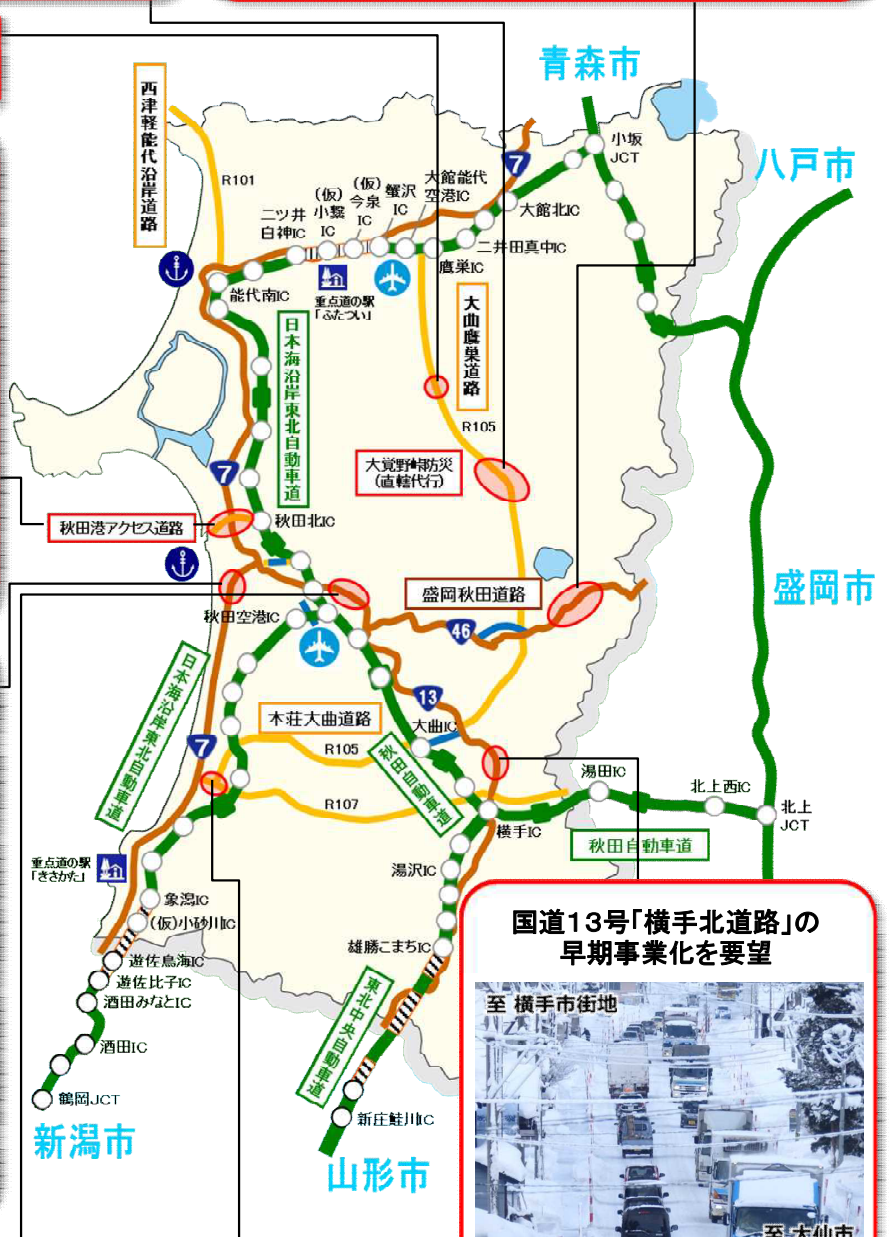 青森市
西津軽能代沿岸道路
小坂
JCT
八戸市
7
R101
大館能代
空港IC
蟹沢
IC
(仮)
今泉
IC
(仮)
小繋
IC
二ツ井
白神IC
大館北IC
二井田真中IC
鷹巣IC
能代南IC
重点道の駅
「ふたつい」
大曲鷹巣道路
日本海沿岸東北自動車道
R105
大覚野峠防災
(直轄代行)
7
秋田港アクセス道路
秋田北IC
盛岡市
盛岡秋田道路
秋田空港IC
46
日本海沿岸東北自動車道
13
本荘大曲道路
大曲IC
7
R105
秋田自動車道
R107
湯田IC
北上西IC
北上
JCT
横手IC
秋田自動車道
重点道の駅
「きさかた」
湯沢IC
象潟IC
(仮)小砂川IC
雄勝こまちIC
遊佐鳥海IC
遊佐比子IC
酒田みなとIC
東北中央自動車道
酒田IC
鶴岡JCT
新庄鮭川IC
新潟市
山形市
国道13号「横手北道路」の
早期事業化を要望
至 横手市街地
至 大仙市